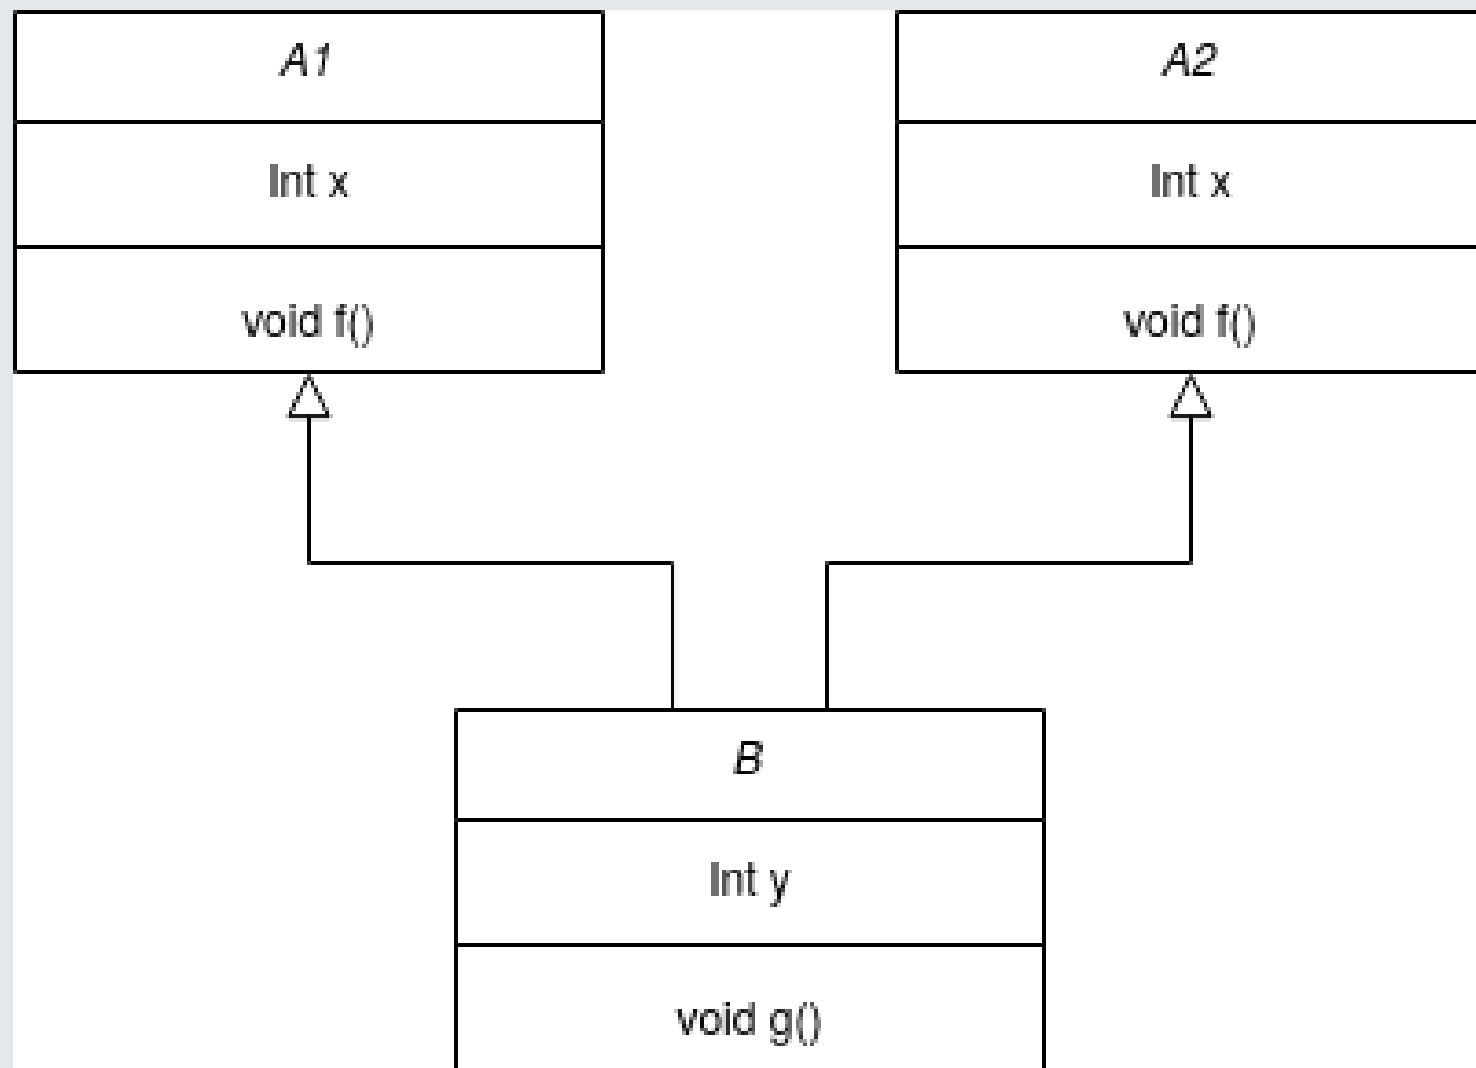 A1
Int x
void f()
A2
Int x
void f()
B
Int y
void g()